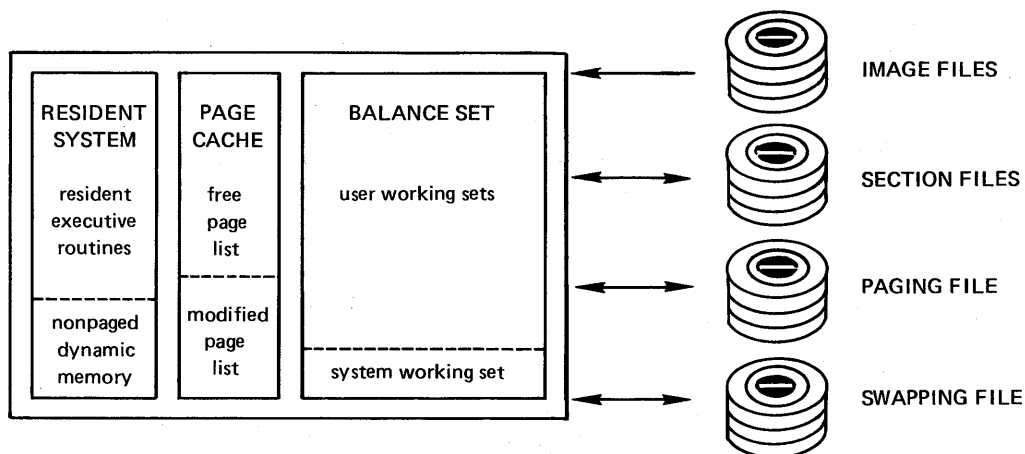 RESIDENT
SYSTEM
resident
executive
routines
nonpaged
dynamic
memory
PAGE
CACHE
free
page
list
modified
page
list
BALANCE SET
user working sets
system working set
IMAGE FILES
SECTION FILES
PAGING FILE
SWAPPING FILE